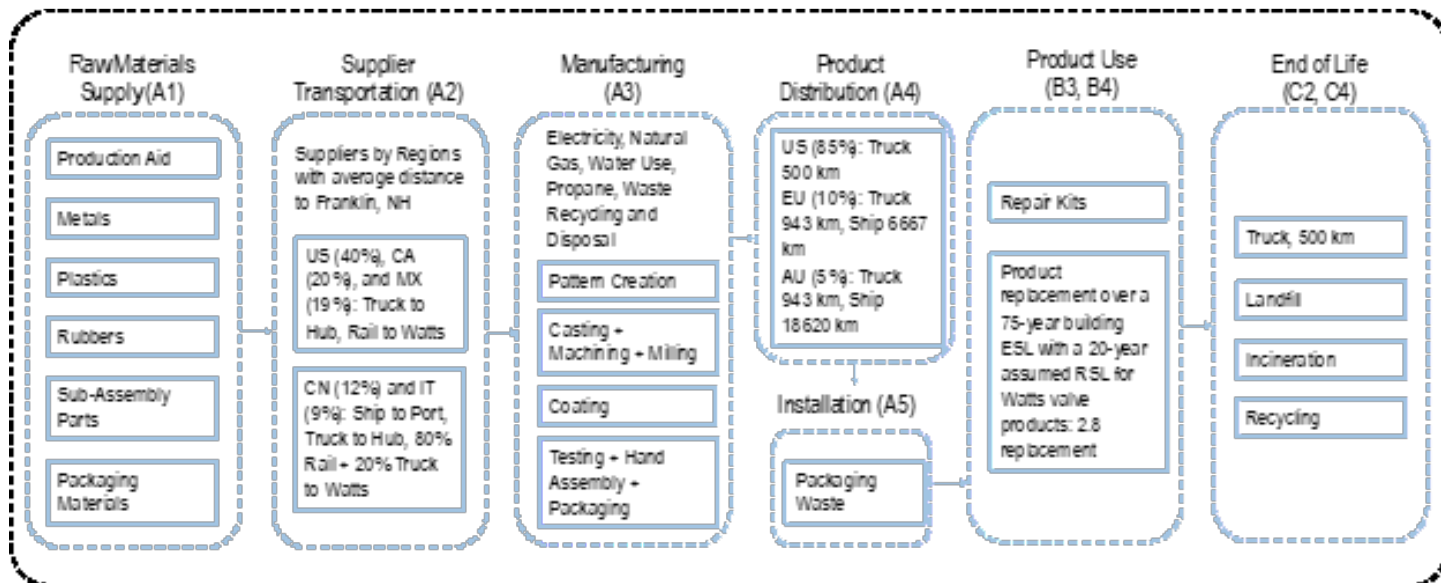 Raw Materials
Supply(A1)
Production Aid
Metals
Plastics
Rubbers
Sub-Assembly
Parts
Packaging
Materials
Supplier
Transportation (A2)
Suppliers by Regions
with average distance
to Franklin, NH
US (40%), CA
(20%), and MX
(19%): Truck to
Hub, Rail to Watts
CN (12%) and IT
(9%): Ship to Port,
Truck to Hub, 80%
Rail + 20% Truck
to Watts
Manufacturing
(A3)
Electricity, Natural
Gas, Water Use,
Propane, Waste
Recycling and
Disposal
Pattern Creation
Casting +
Machining + Milling
Coating
Testing + Hand
Assembly +
Packaging
Product
Distribution (A4)
US (85%): Truck
500 km
EU (10%): Truck
943 km, Ship 6667
km
AU (5%): Truck
943 km, Ship
18620 km
Installation (A5)
Packaging
Waste
Product Use
(B3, B4)
Repair Kits
Product
replacement over a
75-year building
ESL with a 20-year
assumed RSL for
Watts valve
products: 2.8
replacement
End of Life
(C2, C4)
Truck, 500 km
Landfill
Incineration
Recycling